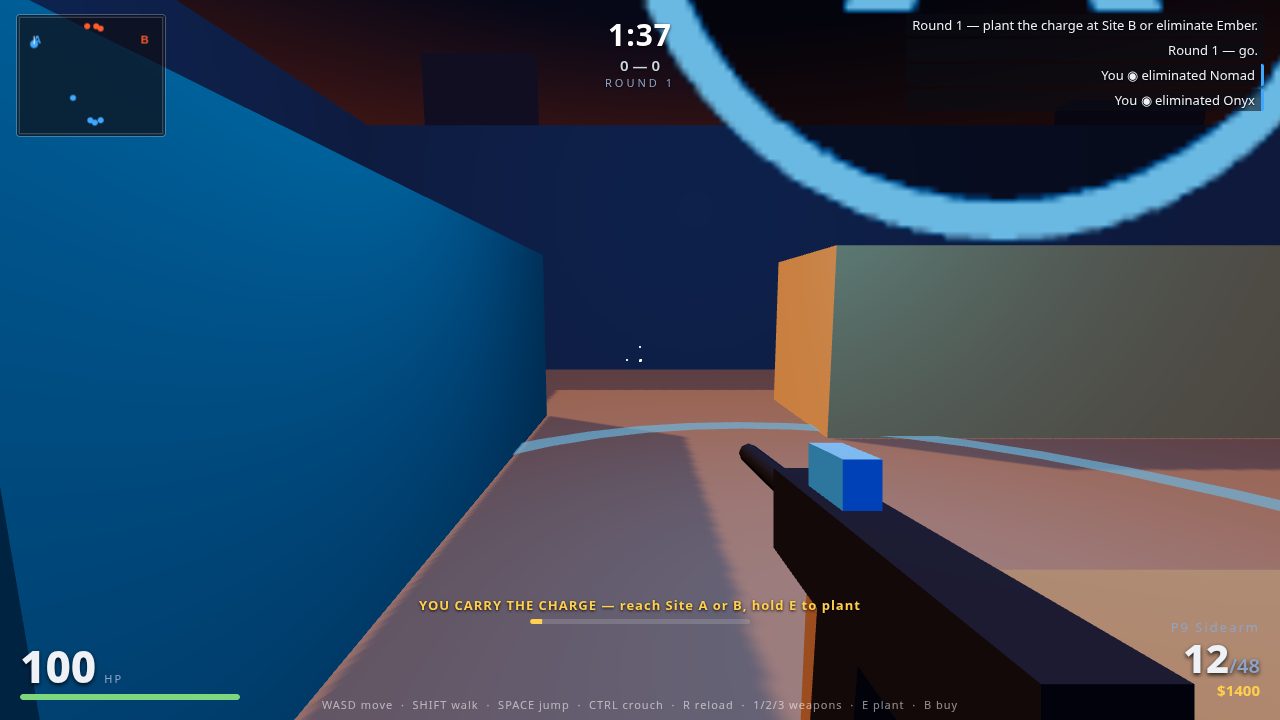 A
B
1:37
0 — 0
ROUND 1
Round 1 — plant the charge at Site B or eliminate Ember.
Round 1 — go.
You ◉ eliminated Nomad
You ◉ eliminated Onyx
YOU CARRY THE CHARGE — reach Site A or B, hold E to plant
100 HP
P9 Sidearm
12/48
$1400
WASD move · SHIFT walk · SPACE jump · CTRL crouch · R reload · 1/2/3 weapons · E plant · B buy